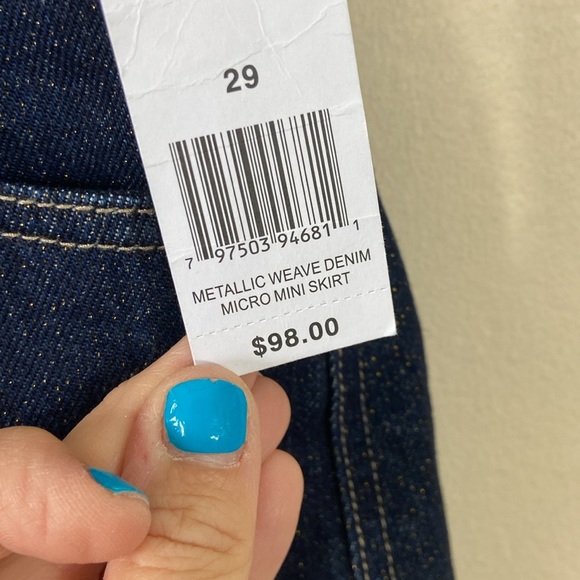 29
7 97503 94681 1
METALLIC WEAVE DENIM
MICRO MINI SKIRT
$98.00